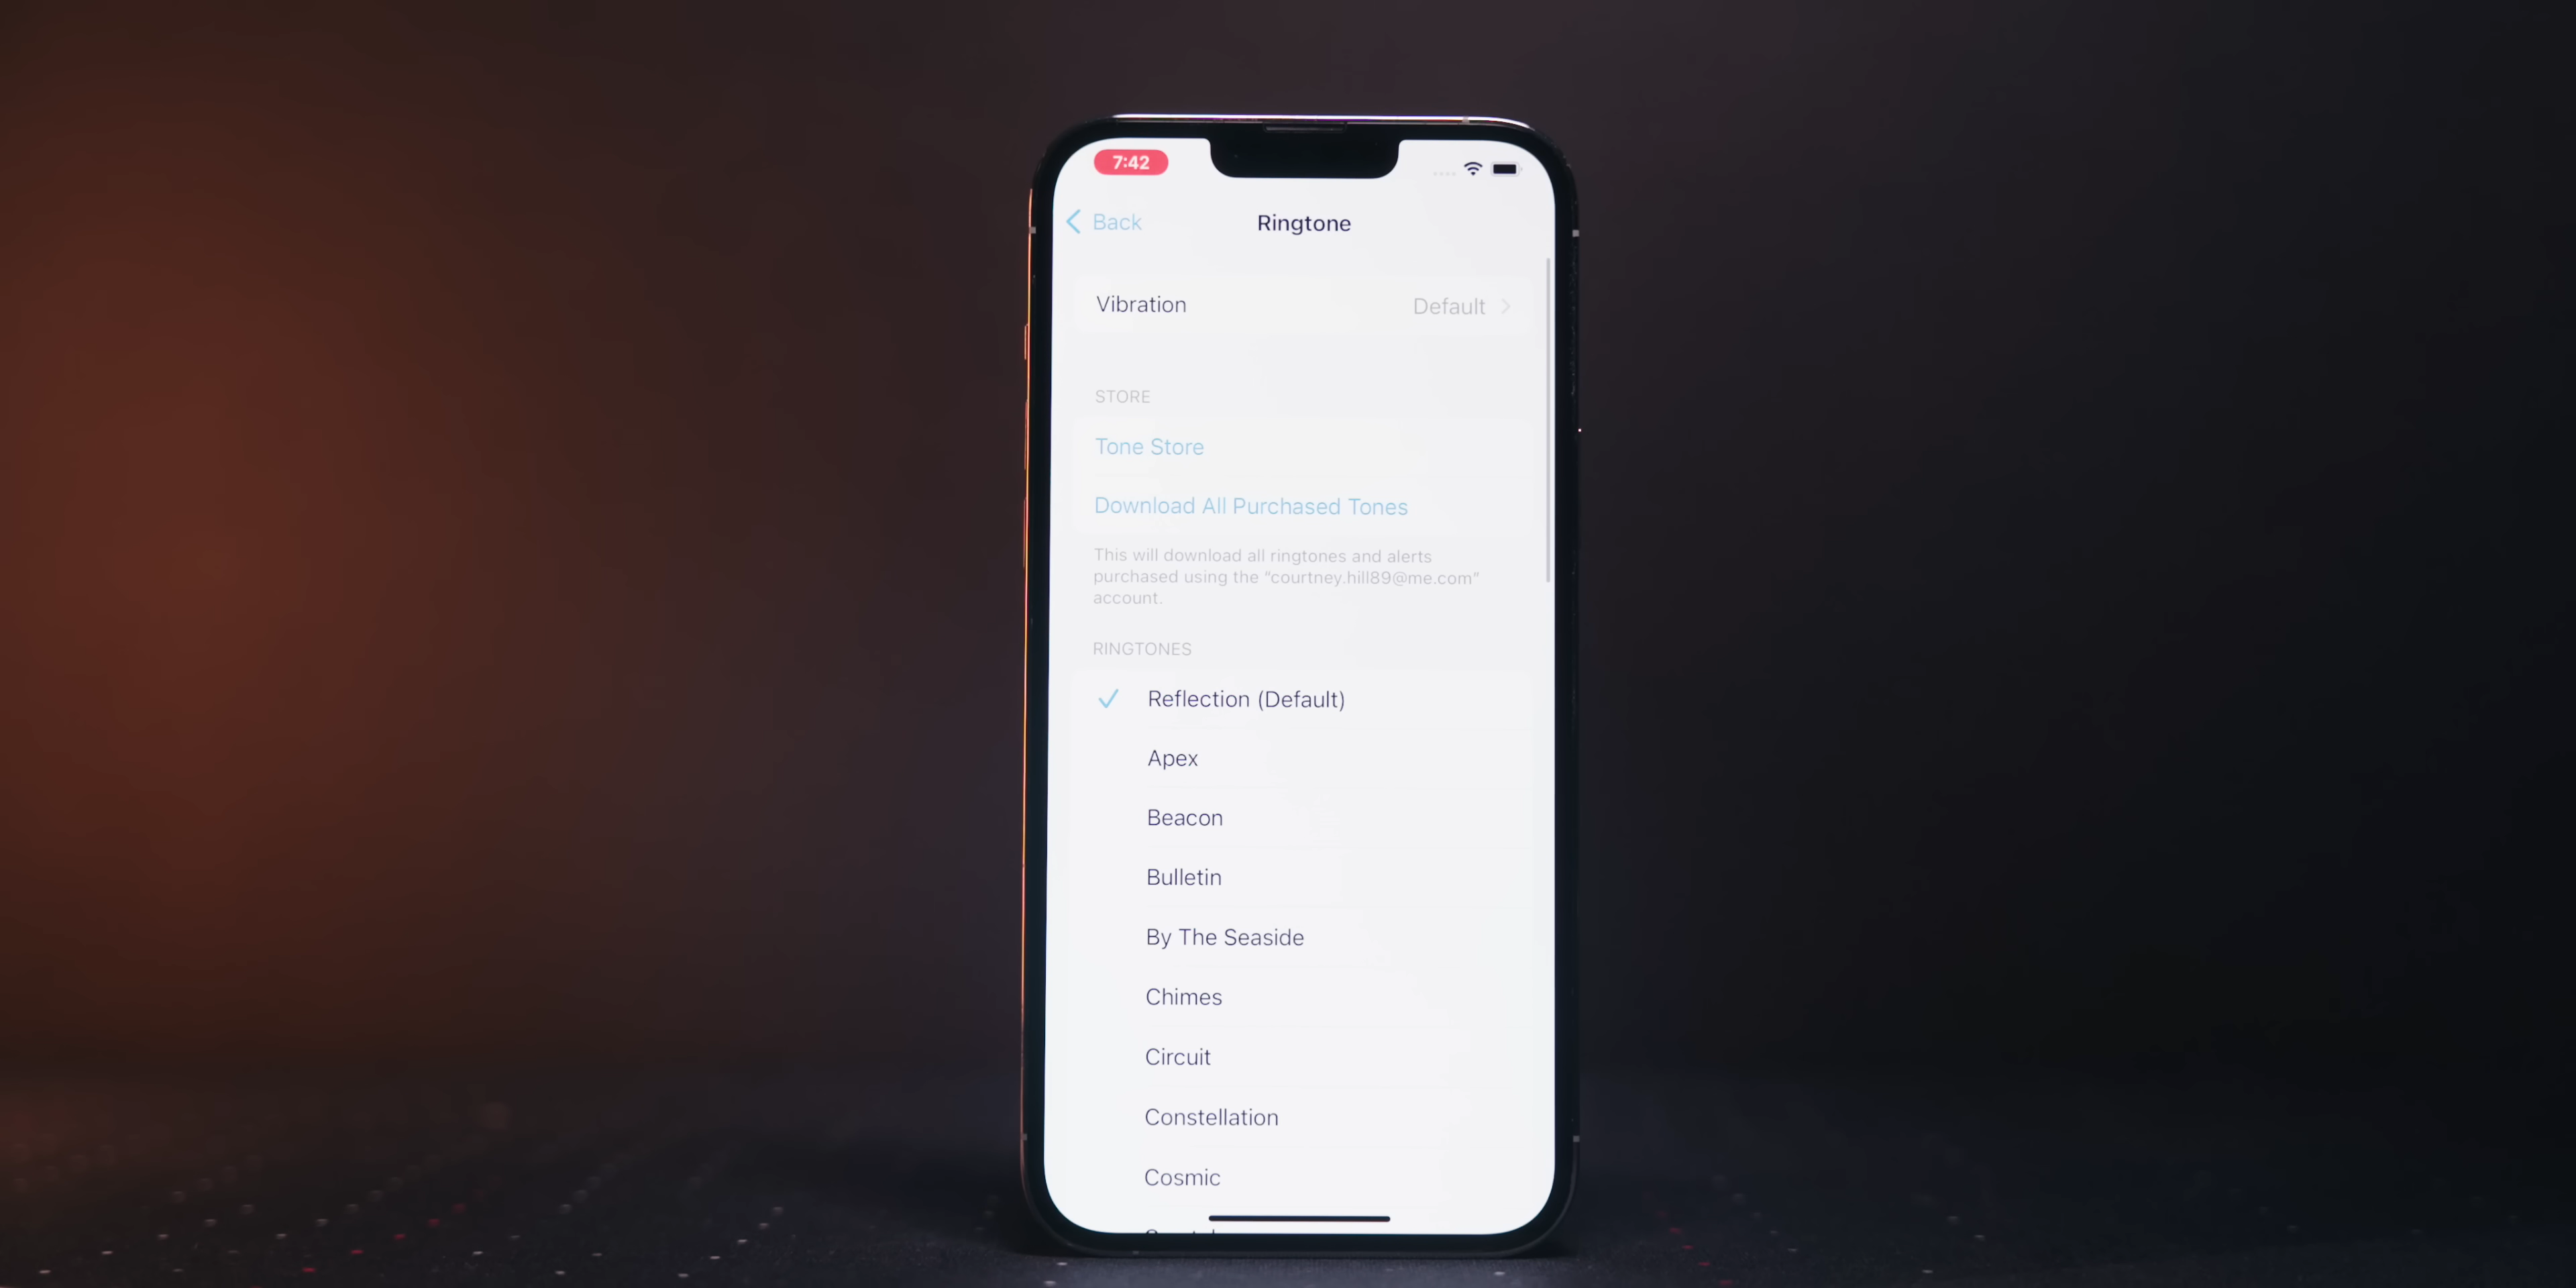 7:42
Back
Ringtone
Vibration
Default
STORE
Tone Store
Download All Purchased Tones
This will download all ringtones and alerts
purchased using the “courtney.hill89@me.com”
account.
RINGTONES
Reflection (Default)
Apex
Beacon
Bulletin
By The Seaside
Chimes
Circuit
Constellation
Cosmic